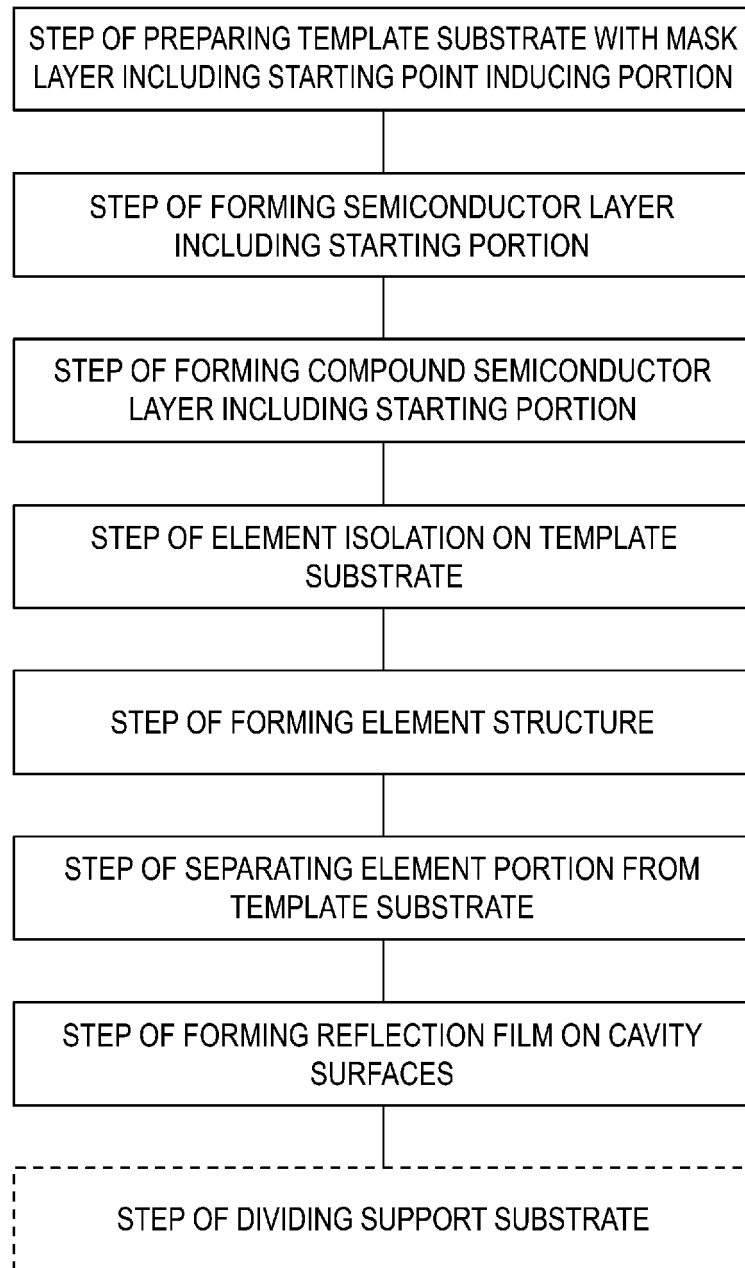 STEP OF PREPARING TEMPLATE SUBSTRATE WITH MASK
LAYER INCLUDING STARTING POINT INDUCING PORTION
STEP OF FORMING SEMICONDUCTOR LAYER
INCLUDING STARTING PORTION
STEP OF FORMING COMPOUND SEMICONDUCTOR
LAYER INCLUDING STARTING PORTION
STEP OF ELEMENT ISOLATION ON TEMPLATE
SUBSTRATE
STEP OF FORMING ELEMENT STRUCTURE
STEP OF SEPARATING ELEMENT PORTION FROM
TEMPLATE SUBSTRATE
STEP OF FORMING REFLECTION FILM ON CAVITY
SURFACES
STEP OF DIVIDING SUPPORT SUBSTRATE